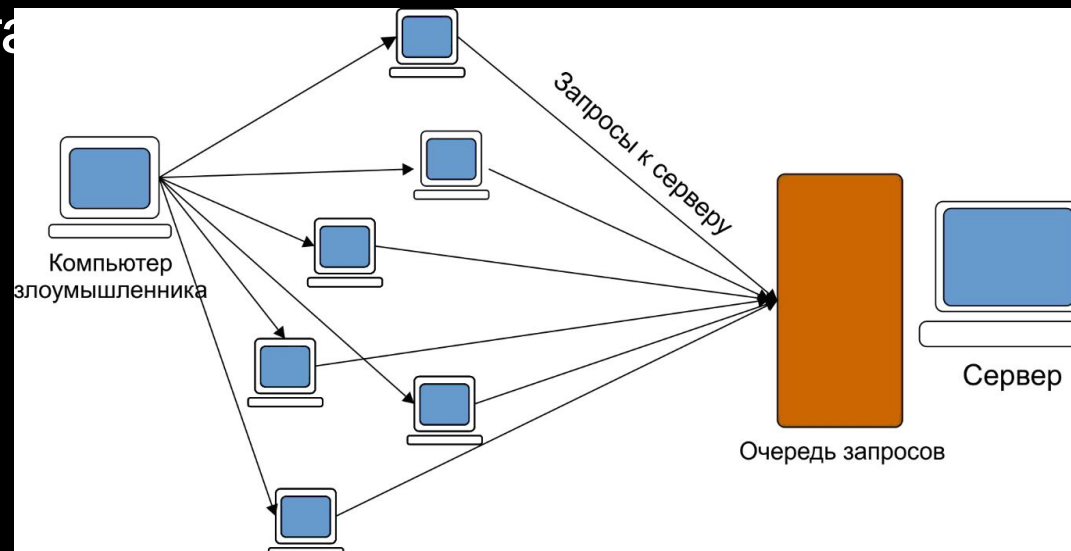 Запросы к серверу
Компьютер
злоумышленника
Сервер
Очередь запросов